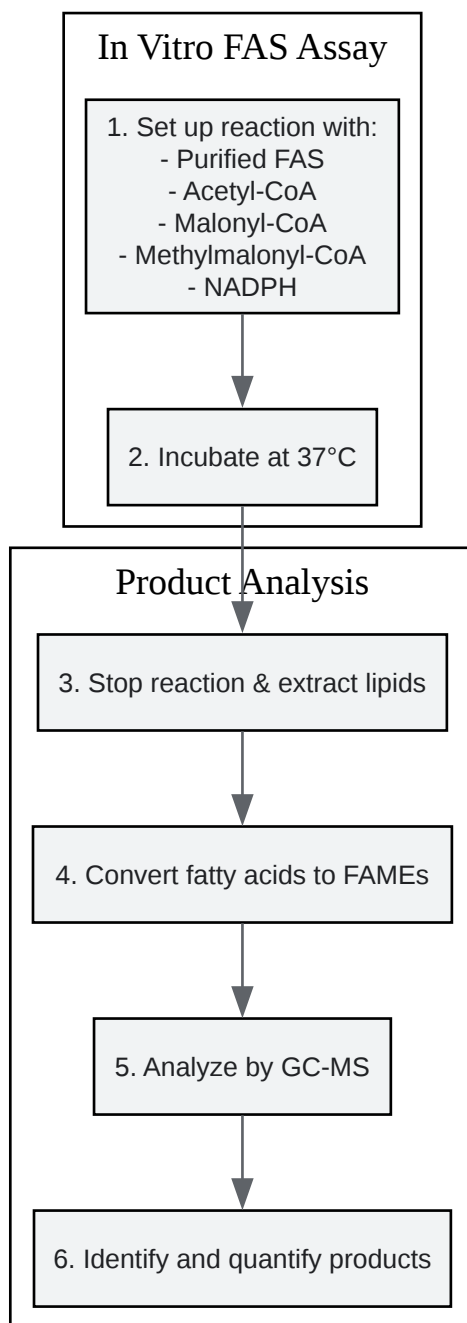 In Vitro FAS Assay
1. Set up reaction with:
- Purified FAS
- Acetyl-CoA
- Malonyl-CoA
- Methylmalonyl-CoA
- NADPH
2. Incubate at 37°C
Product Analysis
3. Stop reaction & extract lipids
4. Convert fatty acids to FAMEs
5. Analyze by GC-MS
6. Identify and quantify products